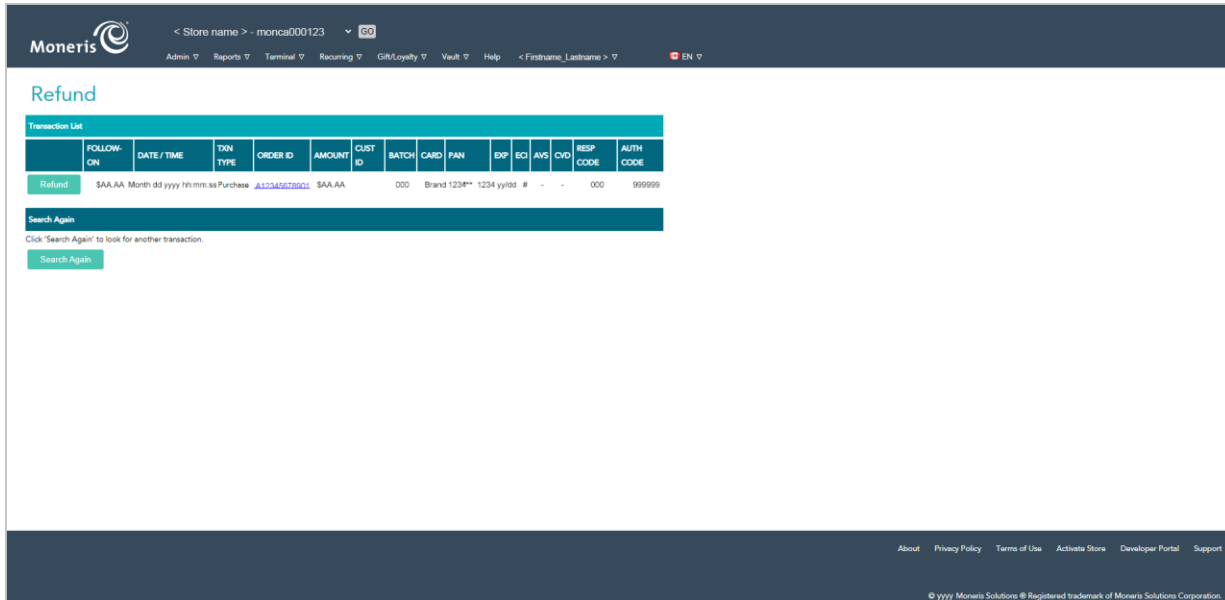 Moneris
< Store name > - monca000123 GO
Admin Reports Terminal Recurring Gift/Loyalty Vault Help < Firstname_Lastname > EN
Refund
Transaction List
FOLLOW-ON DATE / TIME TXN TYPE ORDER ID AMOUNT CUST ID BATCH CARD PAN EXP ECI AVS CVD RESP CODE AUTH CODE
Refund $AA.AA Month dd yyyy hh:mm:ss Purchase A12345678901 $AA.AA 000 Brand 1234** 1234 yy/dd # - - 000 999999
Search Again
Click 'Search Again' to look for another transaction.
Search Again
About Privacy Policy Terms of Use Activate Store Developer Portal Support
© yyyy Moneris Solutions ® Registered trademark of Moneris Solutions Corporation.